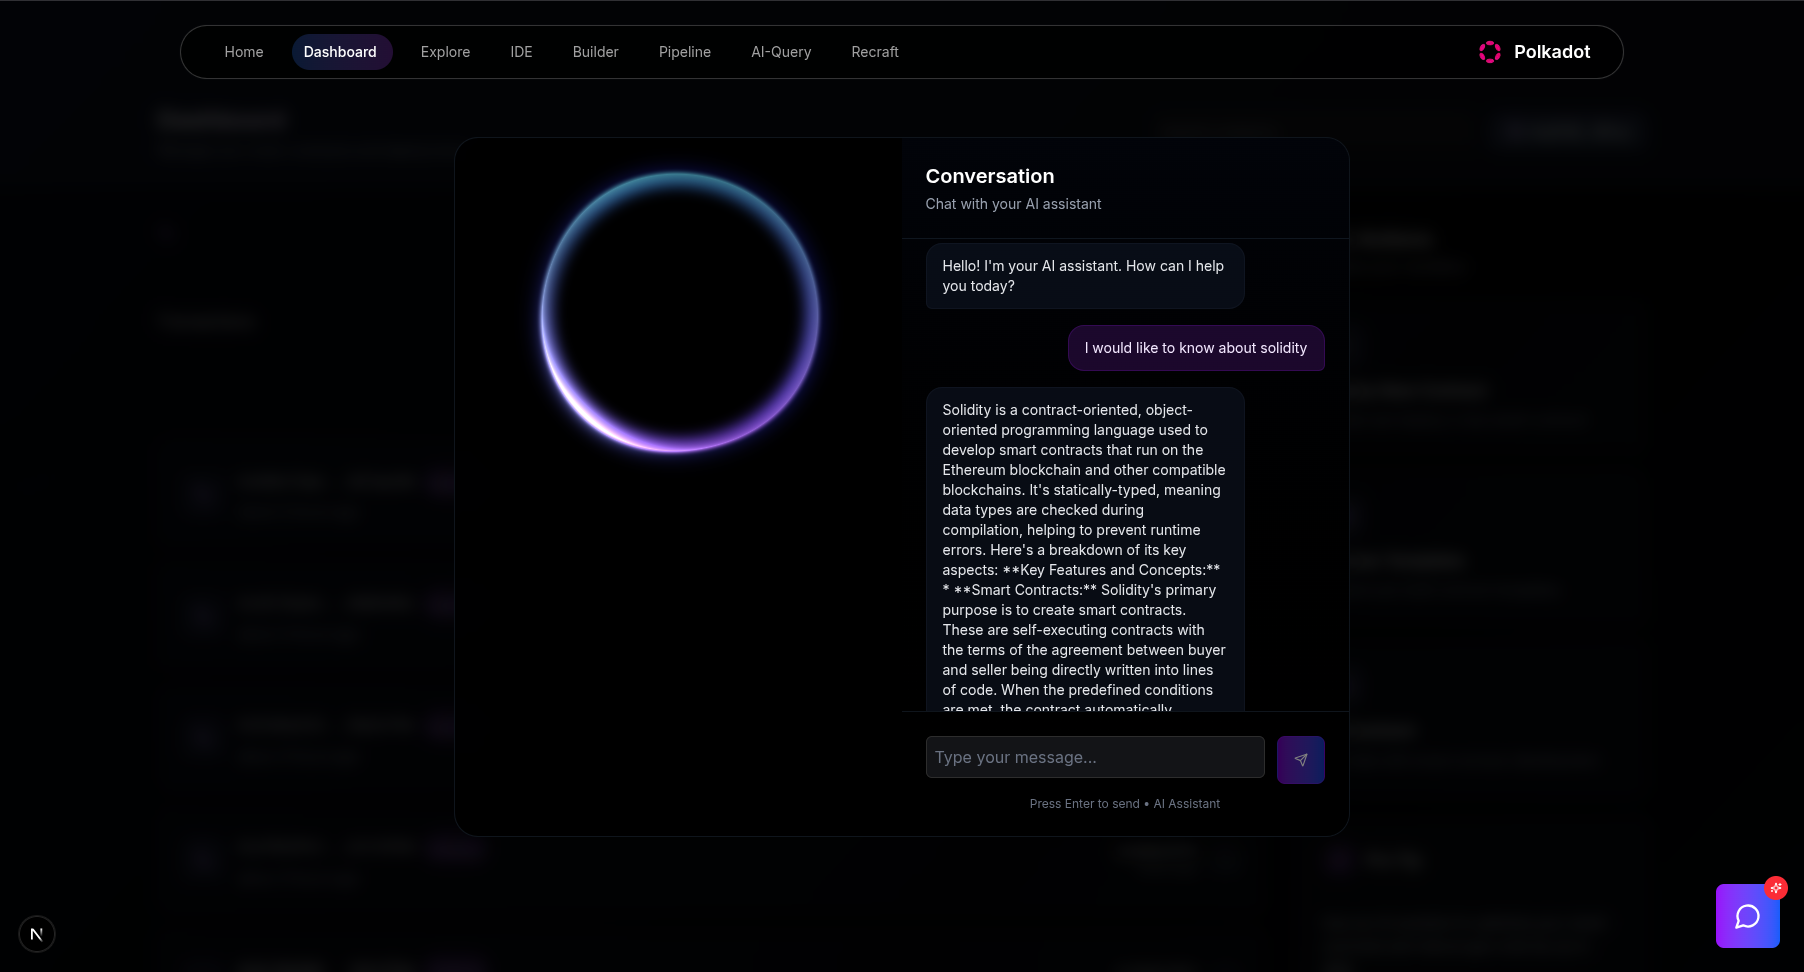 Home
Dashboard
Explore
IDE
Builder
Pipeline
AI-Query
Recraft
Polkadot
Conversation
Chat with your AI assistant
Hello! I'm your AI assistant. How can I help
you today?
I would like to know about solidity
Solidity is a contract-oriented, object-
oriented programming language used to
develop smart contracts that run on the
Ethereum blockchain and other compatible
blockchains. It's statically-typed, meaning
data types are checked during
compilation, helping to prevent runtime
errors. Here's a breakdown of its key
aspects: **Key Features and Concepts:**
* **Smart Contracts:** Solidity's primary
purpose is to create smart contracts.
These are self-executing contracts with
the terms of the agreement between buyer
and seller being directly written into lines
of code. When the predefined conditions
are met, the contract automatically
Type your message...
Press Enter to send • AI Assistant
N